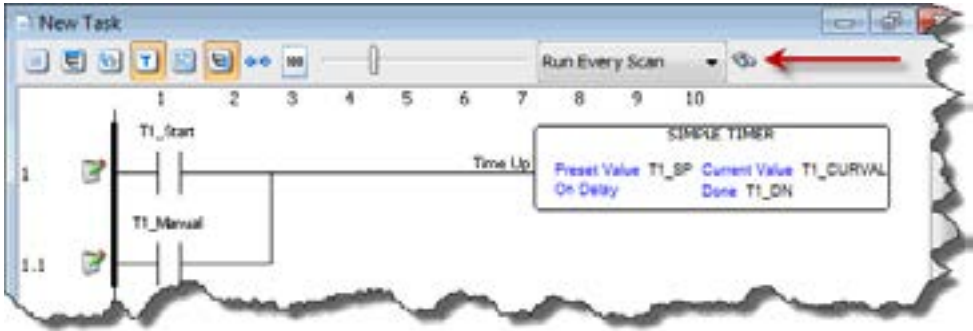 New Task
T
100
Run Every Scan
1 2 3 4 5 6 7 8 9 10
T1_Start
SIMPLE TIMER
1
Time Up
Preset Value T1_SP Current Value T1_CURVAL
On Delay Done T1_DN
T1_Manual
1.1